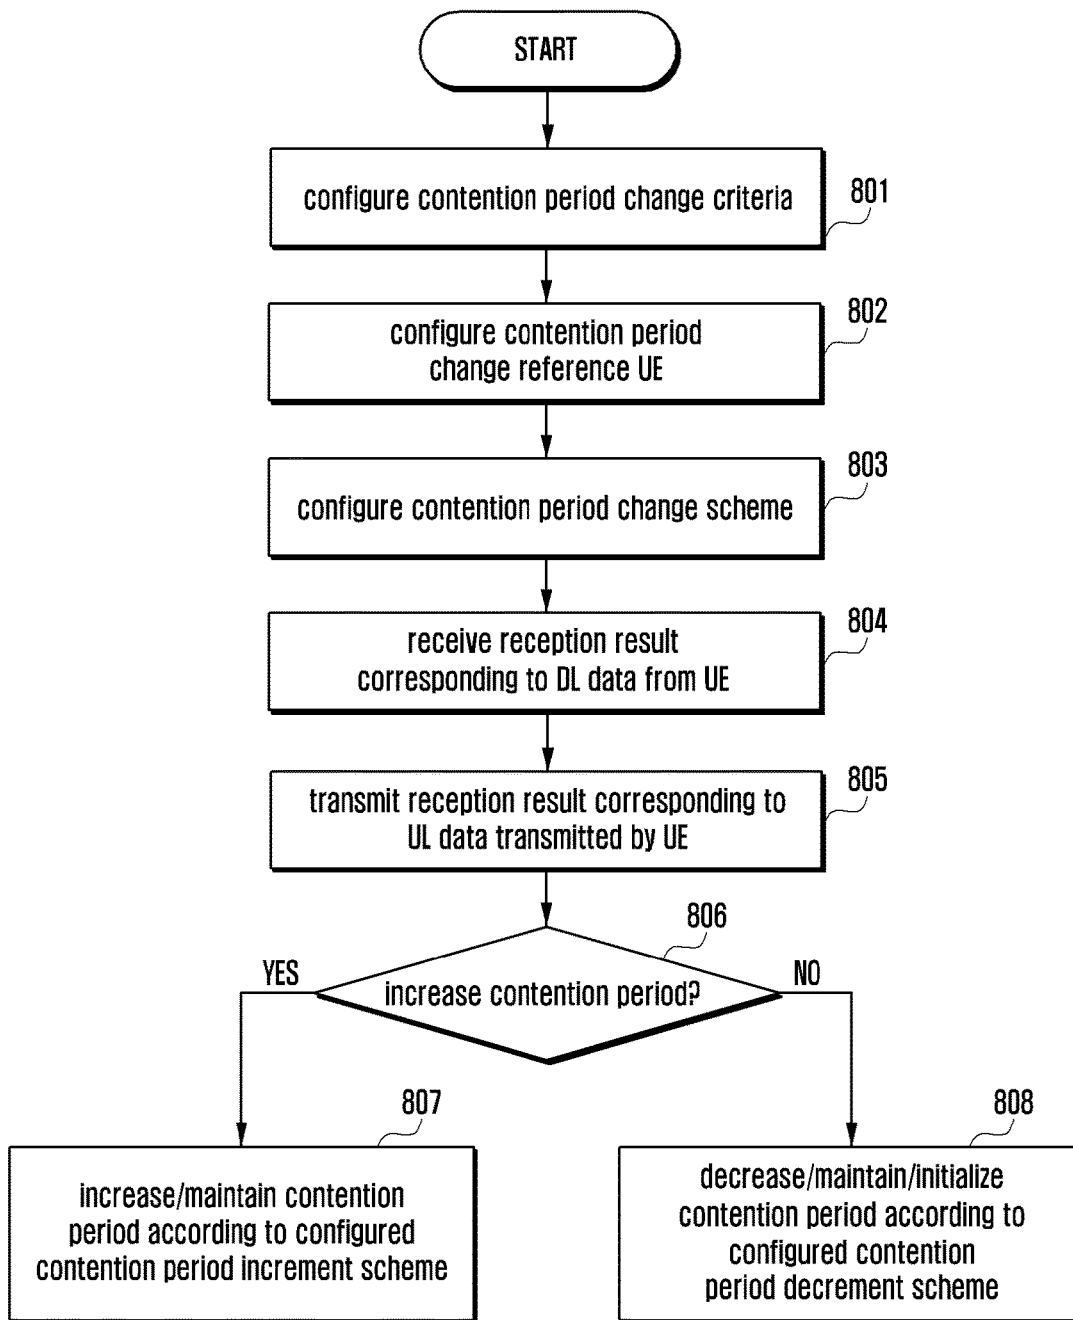 START
configure contention period change criteria
801
configure contention period
change reference UE
802
configure contention period change scheme
803
receive reception result
corresponding to DL data from UE
804
transmit reception result corresponding to
UL data transmitted by UE
805
806
YES
increase contention period?
NO
807
increase/maintain contention
period according to configured
contention period increment scheme
808
decrease/maintain/initialize
contention period according to
configured contention
period decrement scheme